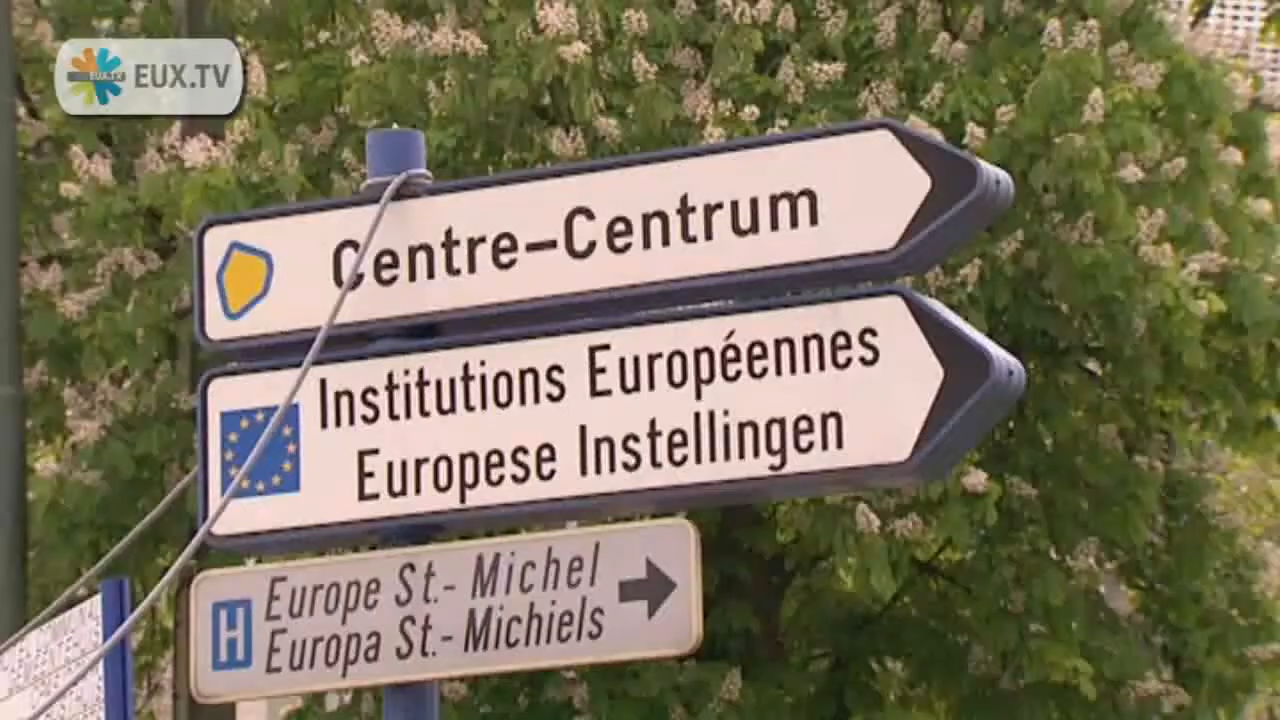 EUX.TV
Centre–Centrum
Institutions Européennes
Europese Instellingen
H
Europe St.- Michel
Europa St.- Michiels